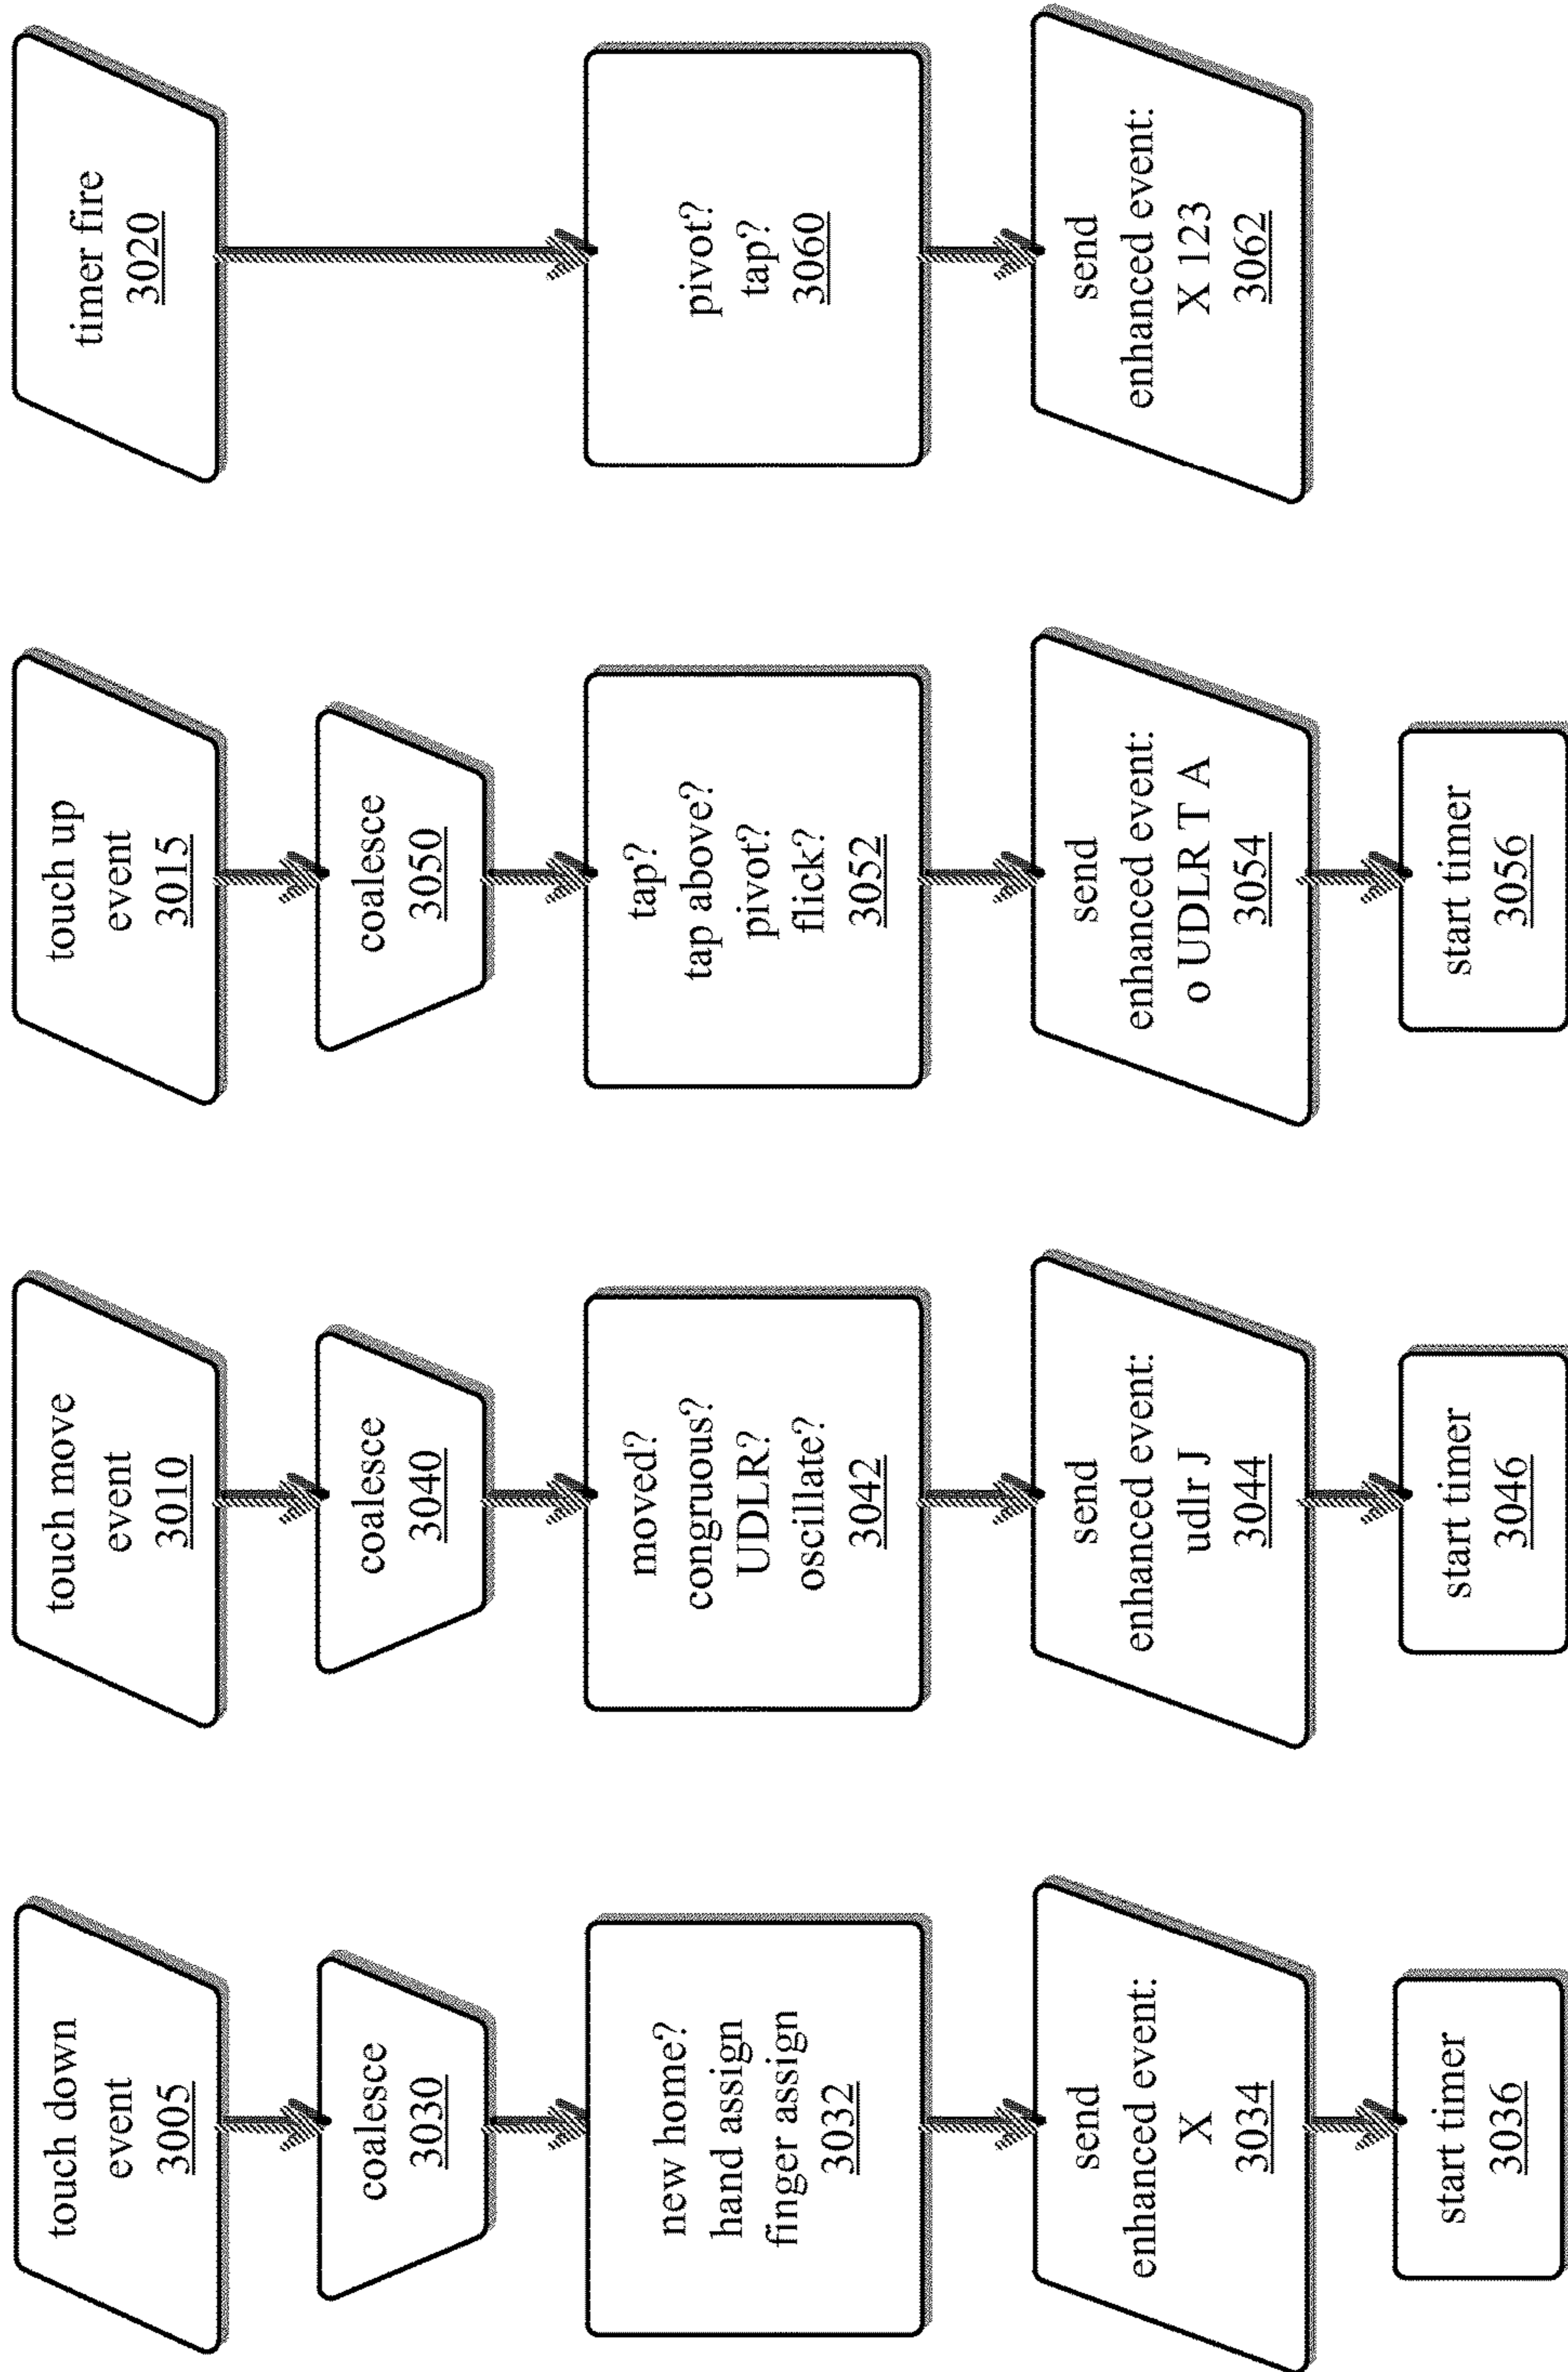 touch down
event
3005
coalesce
3030
new home?
hand assign
finger assign
3032
send
enhanced event:
X
3034
start timer
3036
touch move
event
3010
coalesce
3040
moved?
congruous?
UDLR?
oscillate?
3042
send
enhanced event:
udlr J
3044
start timer
3046
touch up
event
3015
coalesce
3050
tap?
tap above?
pivot?
flick?
3052
send
enhanced event:
o UDLR T A
3054
start timer
3056
timer fire
3020
pivot?
tap?
3060
send
enhanced event:
X 123
3062